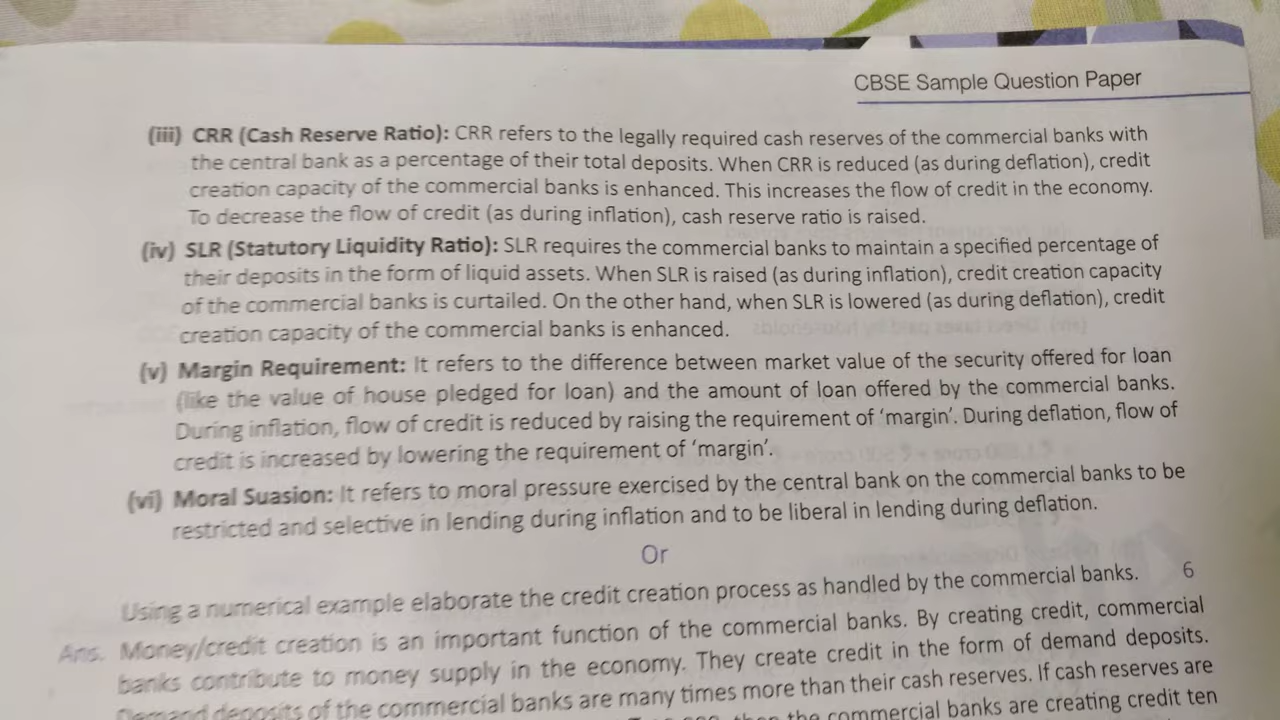 CBSE Sample Question Paper
(iii) CRR (Cash Reserve Ratio): CRR refers to the legally required cash reserves of the commercial banks with
the central bank as a percentage of their total deposits. When CRR is reduced (as during deflation), credit
creation capacity of the commercial banks is enhanced. This increases the flow of credit in the economy.
To decrease the flow of credit (as during inflation), cash reserve ratio is raised.
(iv) SLR (Statutory Liquidity Ratio): SLR requires the commercial banks to maintain a specified percentage of
their deposits in the form of liquid assets. When SLR is raised (as during inflation), credit creation capacity
of the commercial banks is curtailed. On the other hand, when SLR is lowered (as during deflation), credit
creation capacity of the commercial banks is enhanced.
(v) Margin Requirement: It refers to the difference between market value of the security offered for loan
(like the value of house pledged for loan) and the amount of loan offered by the commercial banks.
During inflation, flow of credit is reduced by raising the requirement of ‘margin’. During deflation, flow of
credit is increased by lowering the requirement of ‘margin’.
(vi) Moral Suasion: It refers to moral pressure exercised by the central bank on the commercial banks to be
restricted and selective in lending during inflation and to be liberal in lending during deflation.
Or
Using a numerical example elaborate the credit creation process as handled by the commercial banks. 6
Ans. Money/credit creation is an important function of the commercial banks. By creating credit, commercial
banks contribute to money supply in the economy. They create credit in the form of demand deposits.
Demand deposits of the commercial banks are many times more than their cash reserves. If cash reserves are
the commercial banks are creating credit ten